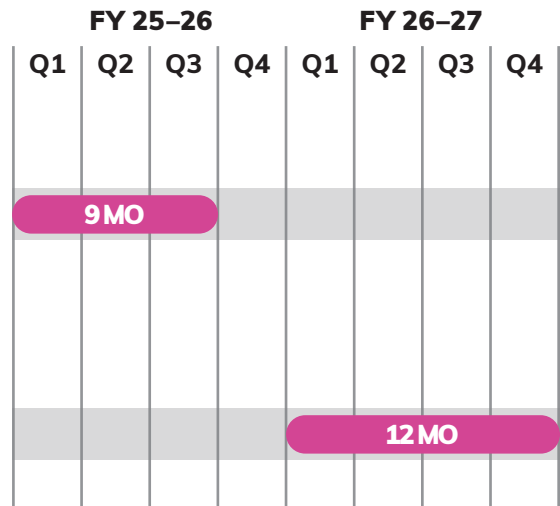 FY 25–26 FY 26–27
Q1 Q2 Q3 Q4 Q1 Q2 Q3 Q4
9 MO
12 MO